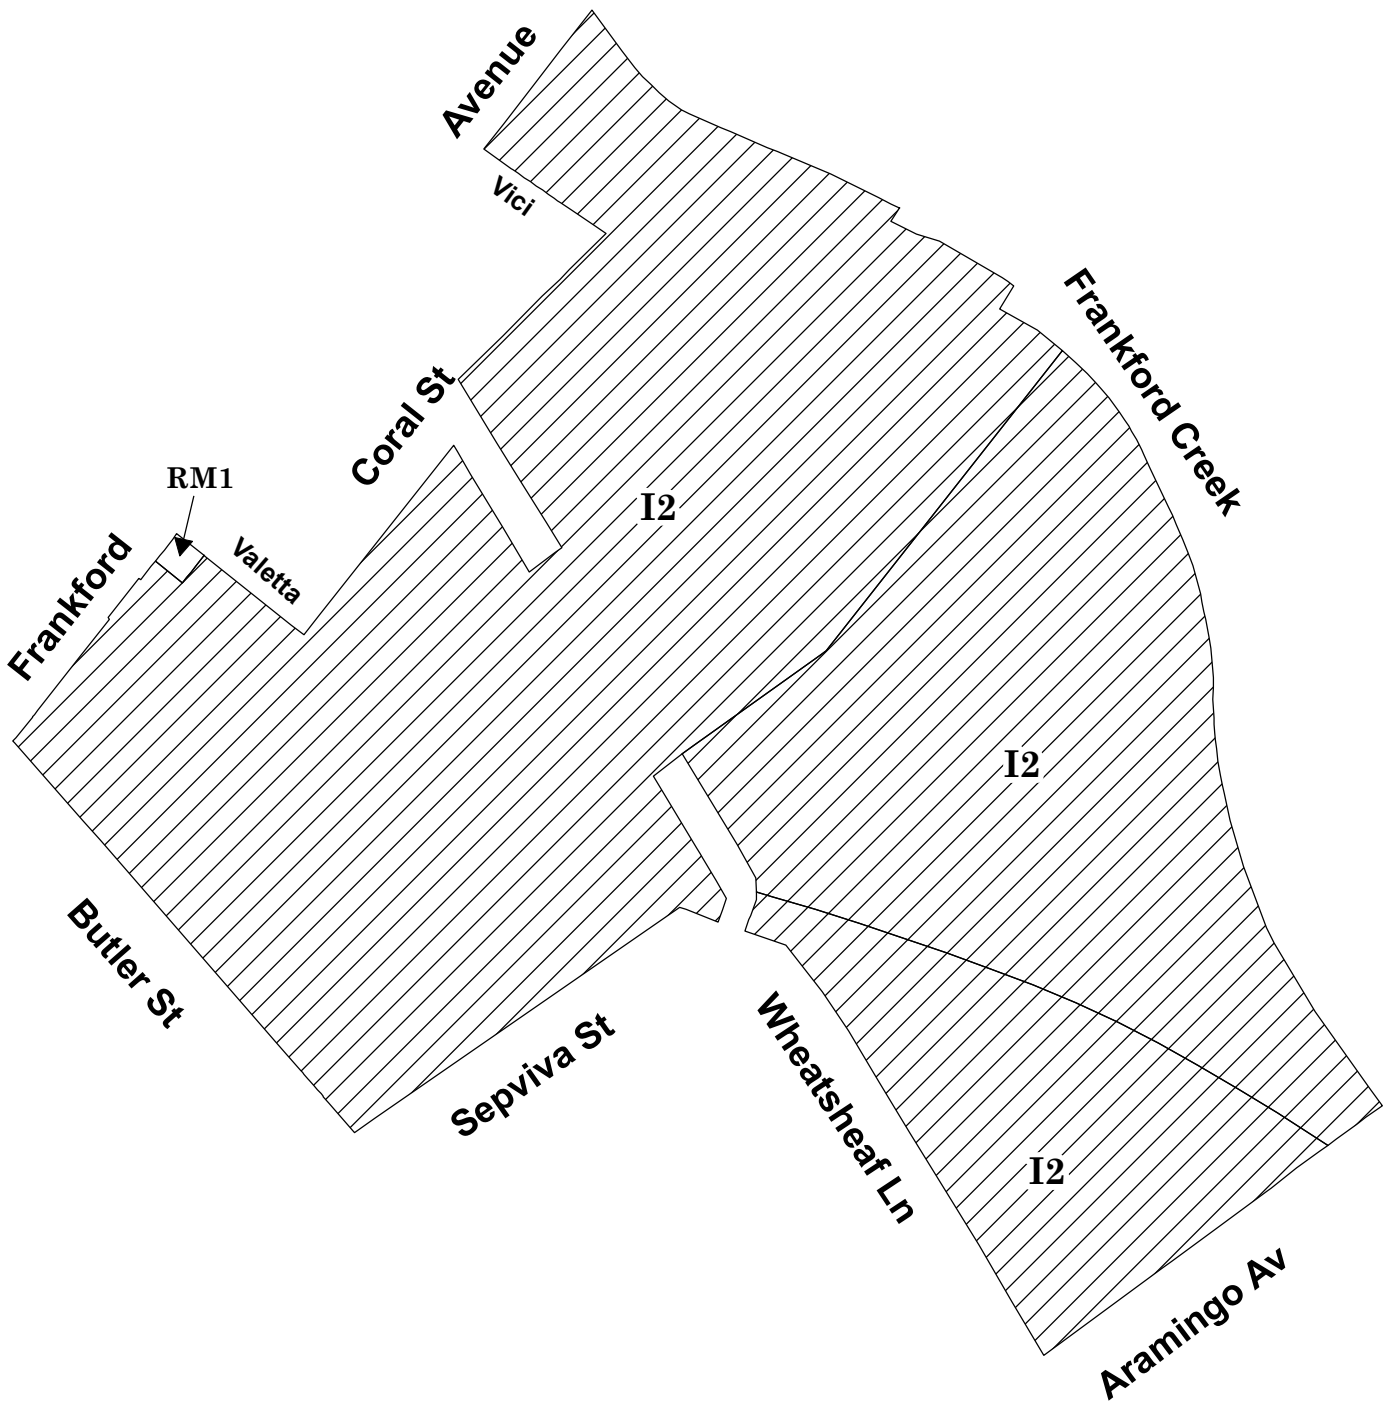 Avenue
Vici
Frankford Creek
Coral St
RM1
I2
Valetta
Frankford
I2
Butler St
Sepviva St
Wheatsheaf Ln
I2
Aramingo Av